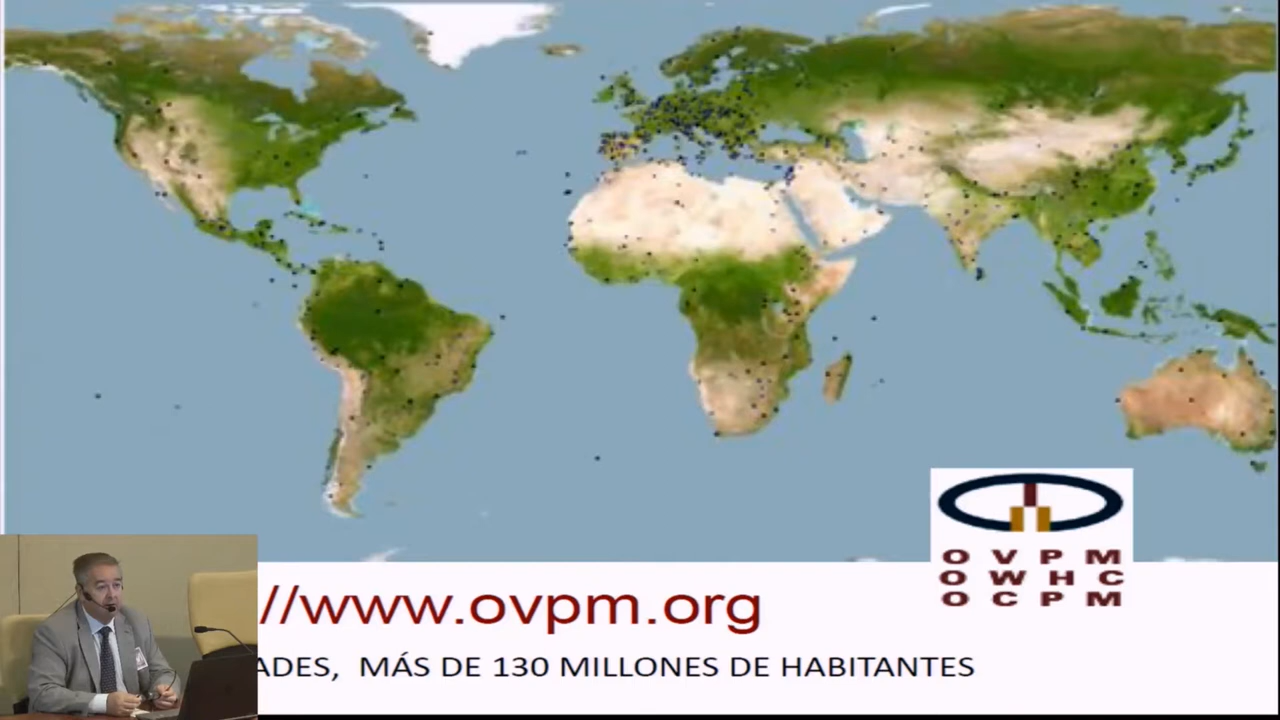 O V P M
O W H C
O C P M
//www.ovpm.org
ADES, MÁS DE 130 MILLONES DE HABITANTES